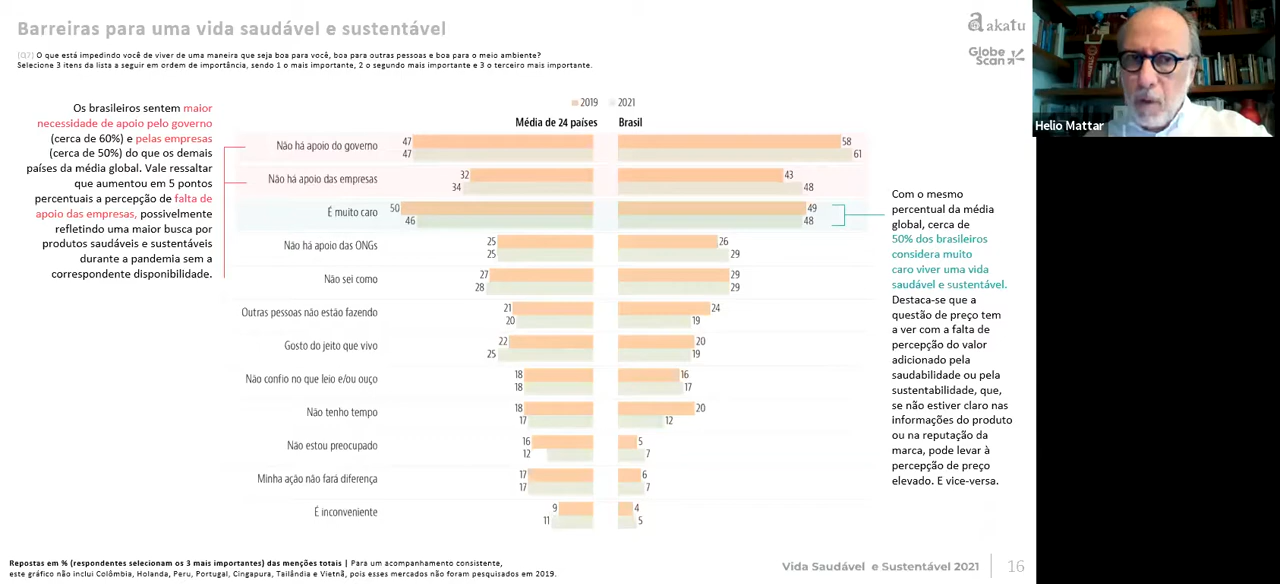 Barreiras para uma vida saudável e sustentável
(Q7) O que está impedindo você de viver de uma maneira que seja boa para você, boa para outras pessoas e boa para o meio ambiente?
Selecione 3 itens da lista a seguir em ordem de importância, sendo 1 o mais importante, 2 o segundo mais importante e 3 o terceiro mais importante.
akatu
Globe
Scan
Helio Mattar
Os brasileiros sentem maior
necessidade de apoio pelo governo
(cerca de 60%) e pelas empresas
(cerca de 50%) do que os demais
países da média global. Vale ressaltar
que aumentou em 5 pontos
percentuais a percepção de falta de
apoio das empresas, possivelmente
refletindo uma maior busca por
produtos saudáveis e sustentáveis
durante a pandemia sem a
correspondente disponibilidade.
2019 2021
Média de 24 países Brasil
Não há apoio do governo 47 47 58 61
Não há apoio das empresas 32 34 43 48
É muito caro 50 46 49 48
Não há apoio das ONGs 25 25 26 29
Não sei como 27 28 29 29
Outras pessoas não estão fazendo 21 20 24 19
Gosto do jeito que vivo 22 25 20 19
Não confio no que leio e/ou ouço 18 18 16 17
Não tenho tempo 18 17 20 12
Não estou preocupado 16 12 5 7
Minha ação não fará diferença 17 17 6 7
É inconveniente 9 11 4 5
Com o mesmo
percentual da média
global, cerca de
50% dos brasileiros
considera muito
caro viver uma vida
saudável e sustentável.
Destaca-se que a
questão de preço tem
a ver com a falta de
percepção do valor
adicionado pela
saudabilidade ou pela
sustentabilidade, que,
se não estiver claro nas
informações do produto
ou na reputação da
marca, pode levar à
percepção de preço
elevado. E vice-versa.
Repostas em % (respondentes selecionam os 3 mais importantes) das menções totais | Para um acompanhamento consistente,
este gráfico não inclui Colômbia, Holanda, Peru, Portugal, Cingapura, Tailândia e Vietnã, pois esses mercados não foram pesquisados em 2019.
Vida Saudável e Sustentável 2021 16